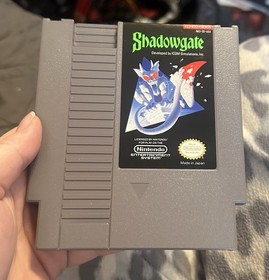 Shadowgate
Developed by ICOM Simulations, Inc.
LICENSED BY NINTENDO
FOR PLAY ON THE
Nintendo
ENTERTAINMENT
SYSTEM
Made in Japan